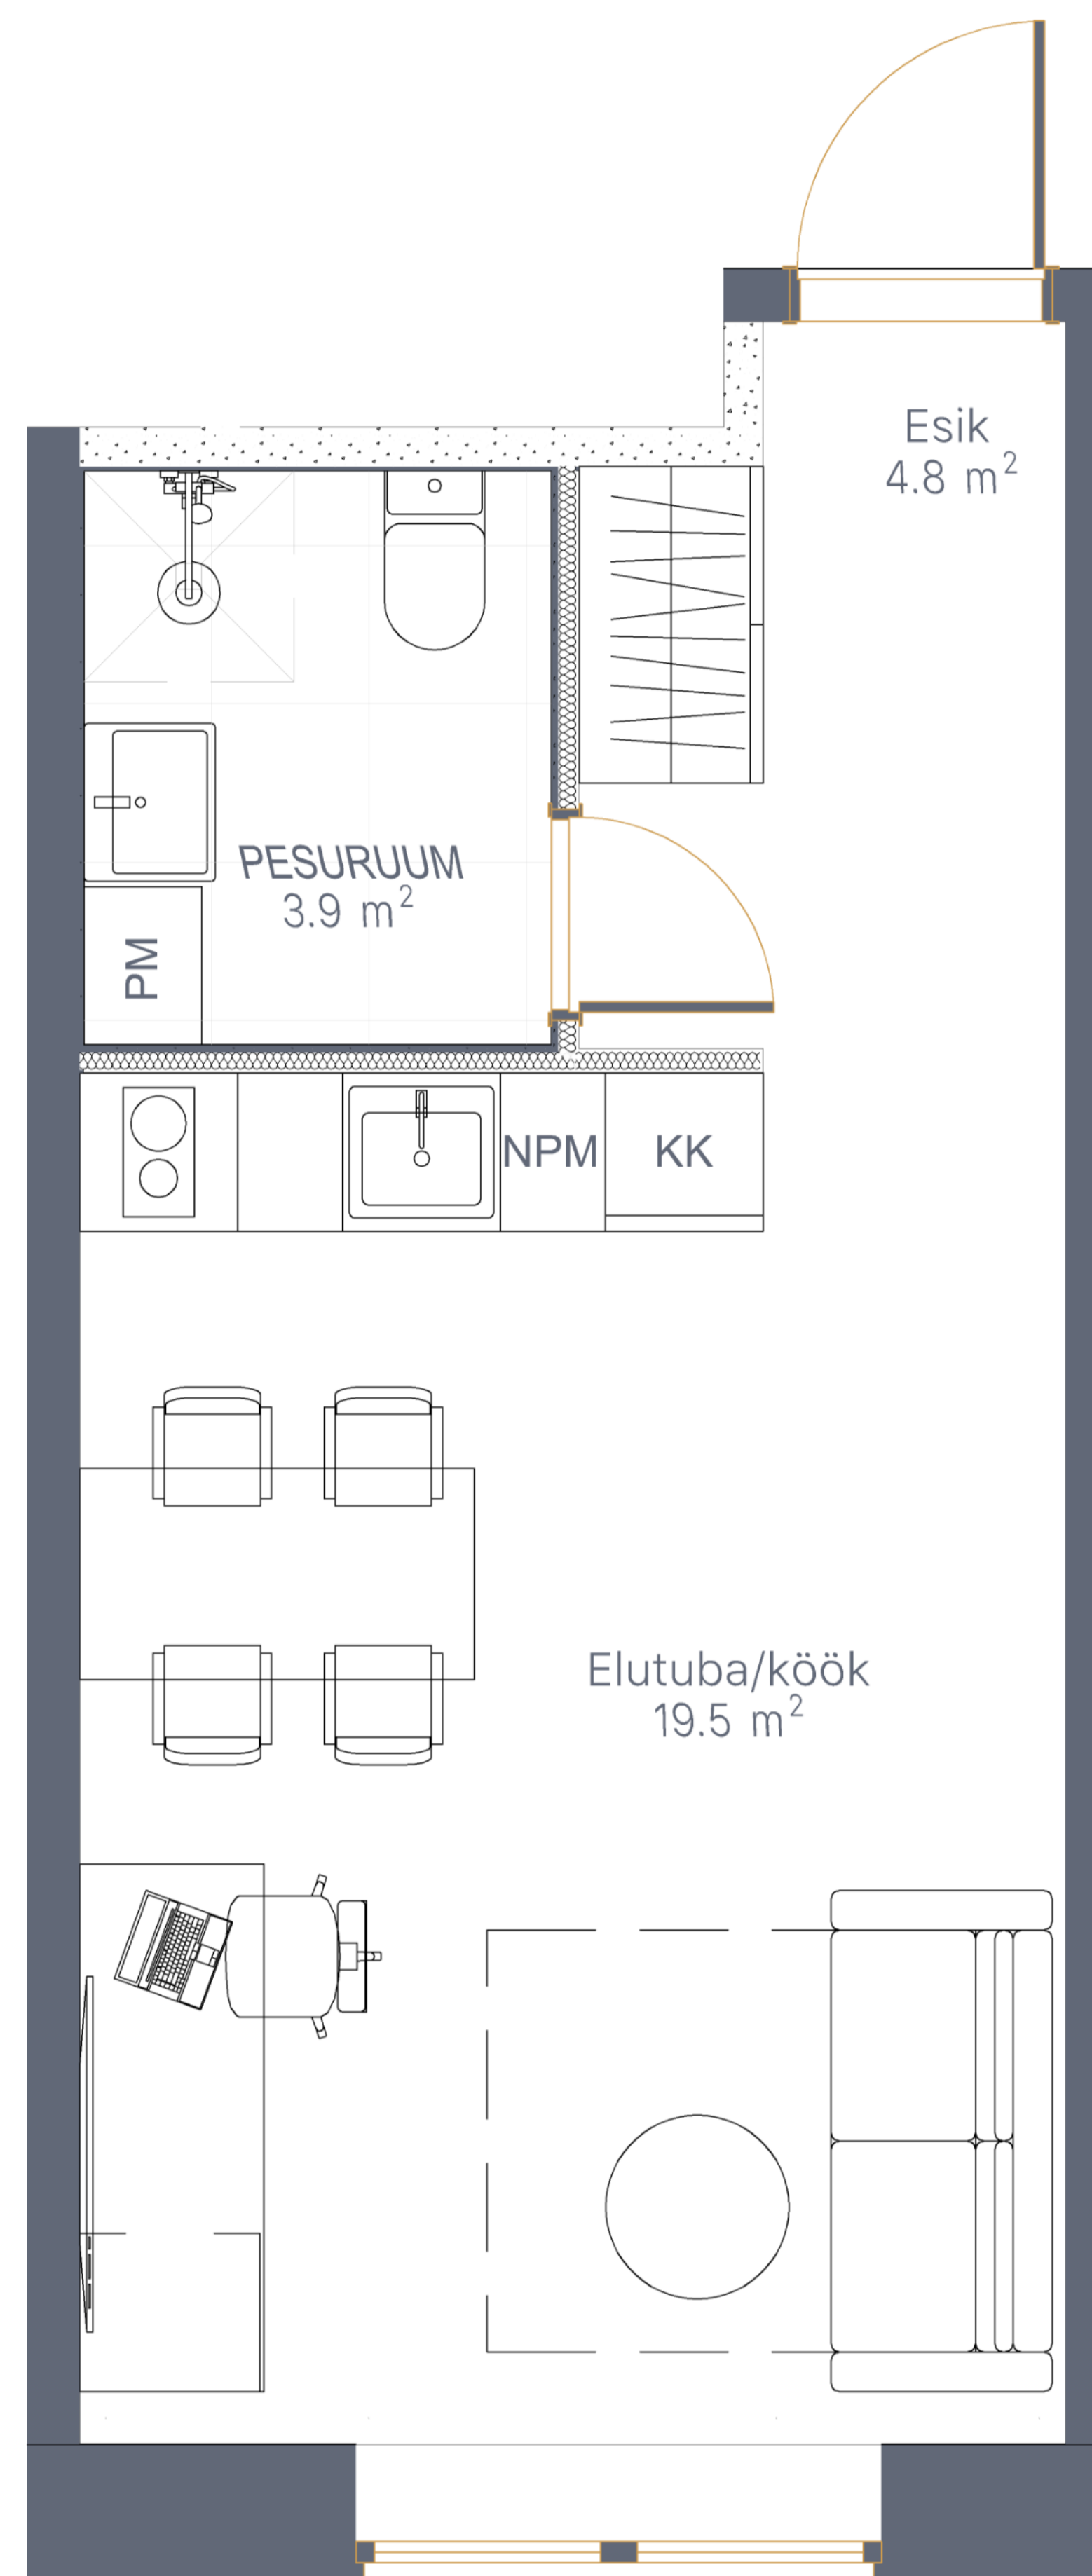 Esik
4.8 m²
PESURUUM
3.9 m²
PM
NPM
KK
Elutuba/köök
19.5 m²